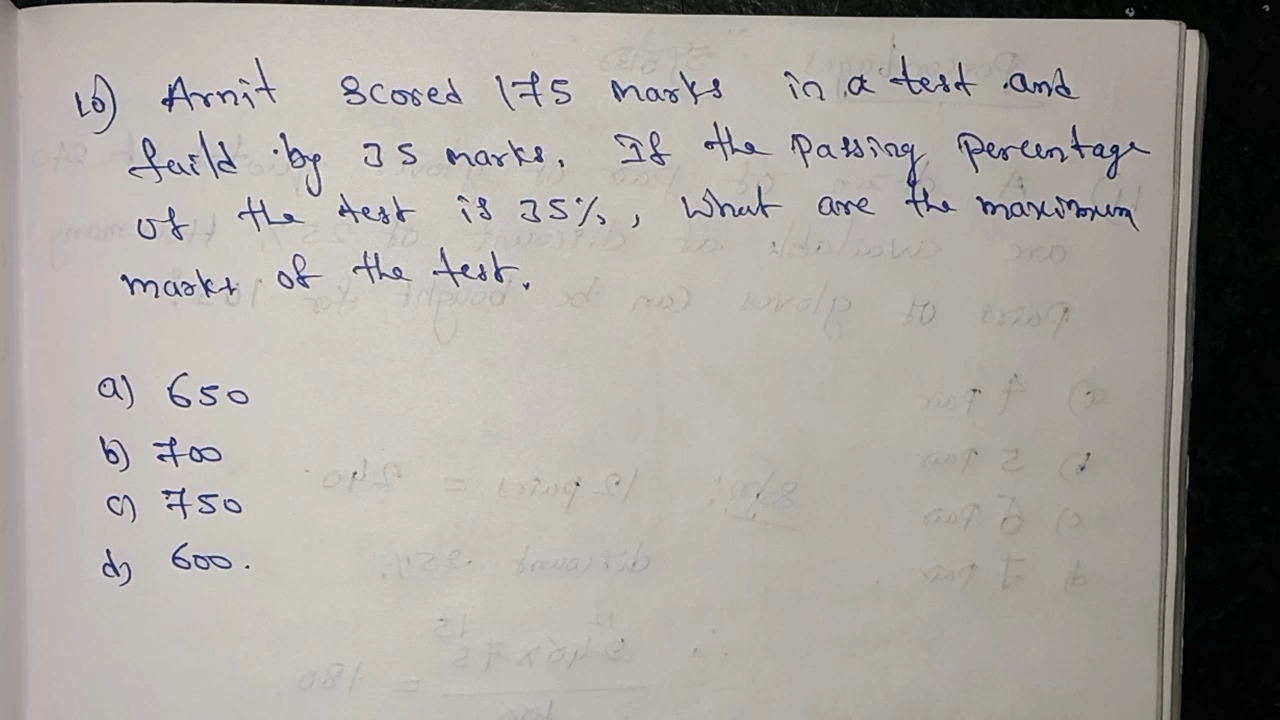 10) Arnit scored 175 marks in a test and
faild by 35 marks. If the passing percentage
of the test is 35%, what are the maximum
marks of the test.
a) 650
b) 700
c) 750
d) 600.